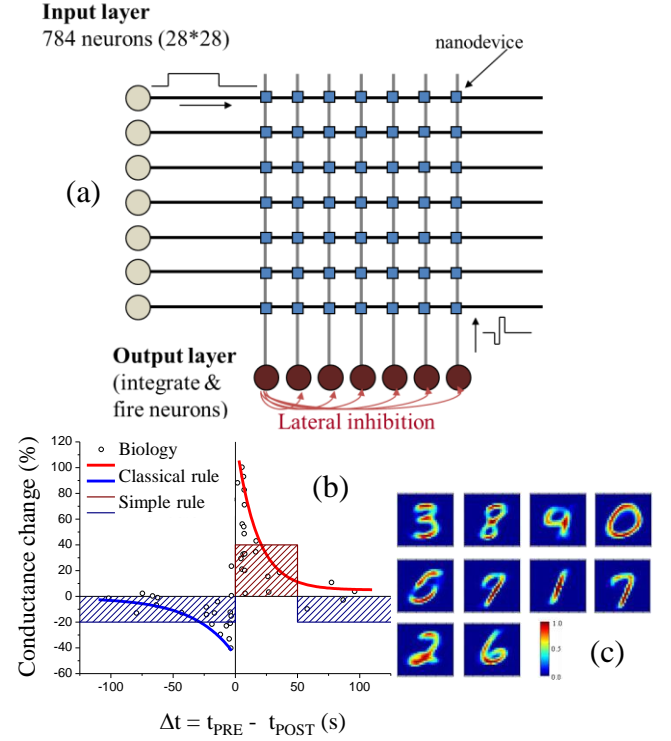 Input layer
784 neurons (28*28)
nanodevice
(a)
Output layer
(integrate &
fire neurons)
Lateral inhibition
120
100
80
60
40
20
0
-20
-40
-60
Conductance change (%)
Biology
Classical rule
Simple rule
(b)
-100
-50
0
50
100
Δt = tPRE - tPOST (s)
1.0
0.5
0.0
(c)